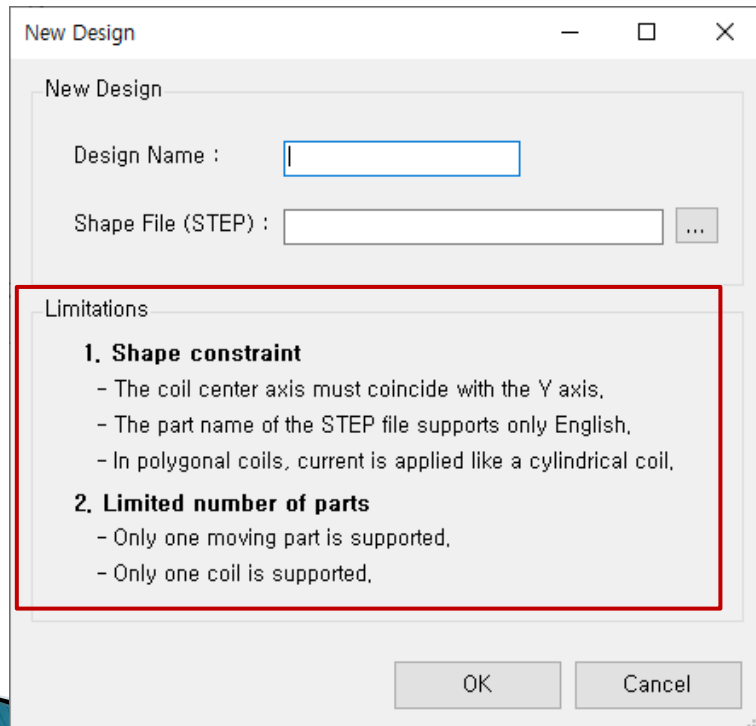 New Design
New Design
Design Name :
Shape File (STEP) :
...
Limitations
1. Shape constraint
- The coil center axis must coincide with the Y axis.
- The part name of the STEP file supports only English.
- In polygonal coils, current is applied like a cylindrical coil.
2. Limited number of parts
- Only one moving part is supported.
- Only one coil is supported.
OK
Cancel